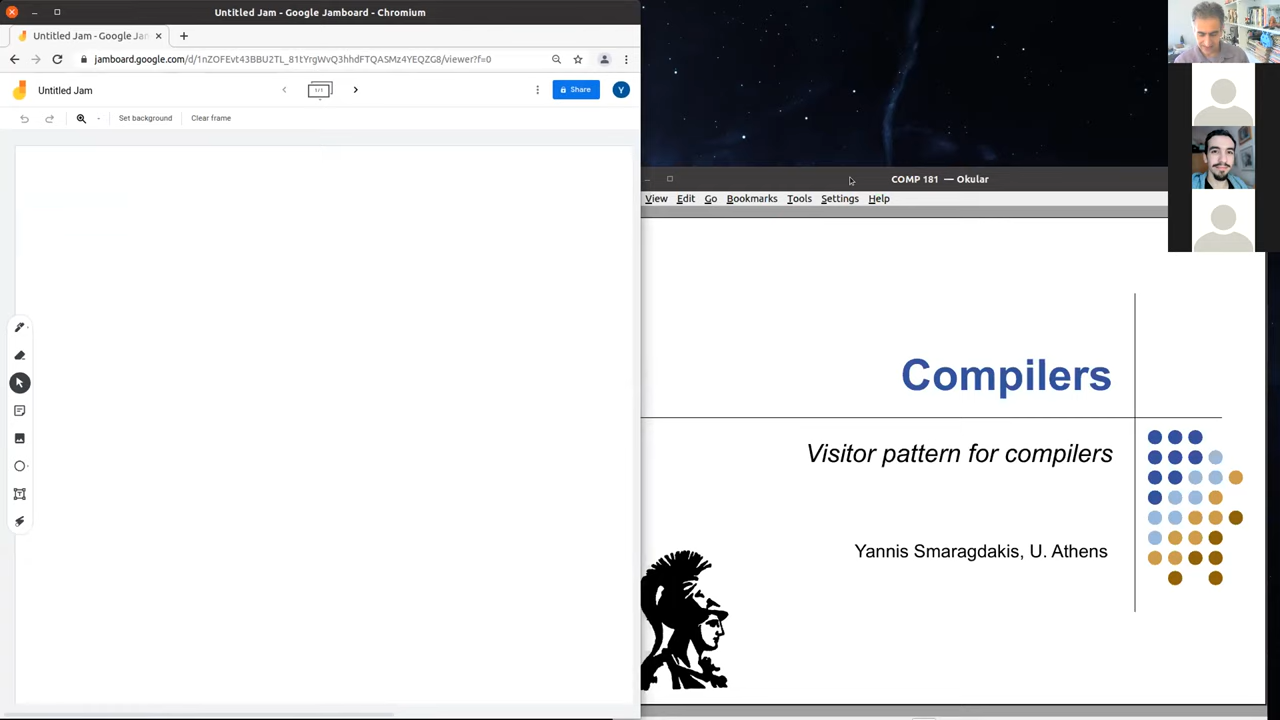 Untitled Jam - Google Jamboard - Chromium
Untitled Jam - Google Jam
jamboard.google.com/d/1nZOFEvt43BBU2TL_81tYrgWvQ3hhdFTQASMz4YEQZG8/viewer?f=0
Untitled Jam
1/1
Share
Y
Set background
Clear frame
COMP 181 — Okular
View Edit Go Bookmarks Tools Settings Help
Compilers
Visitor pattern for compilers
Yannis Smaragdakis, U. Athens